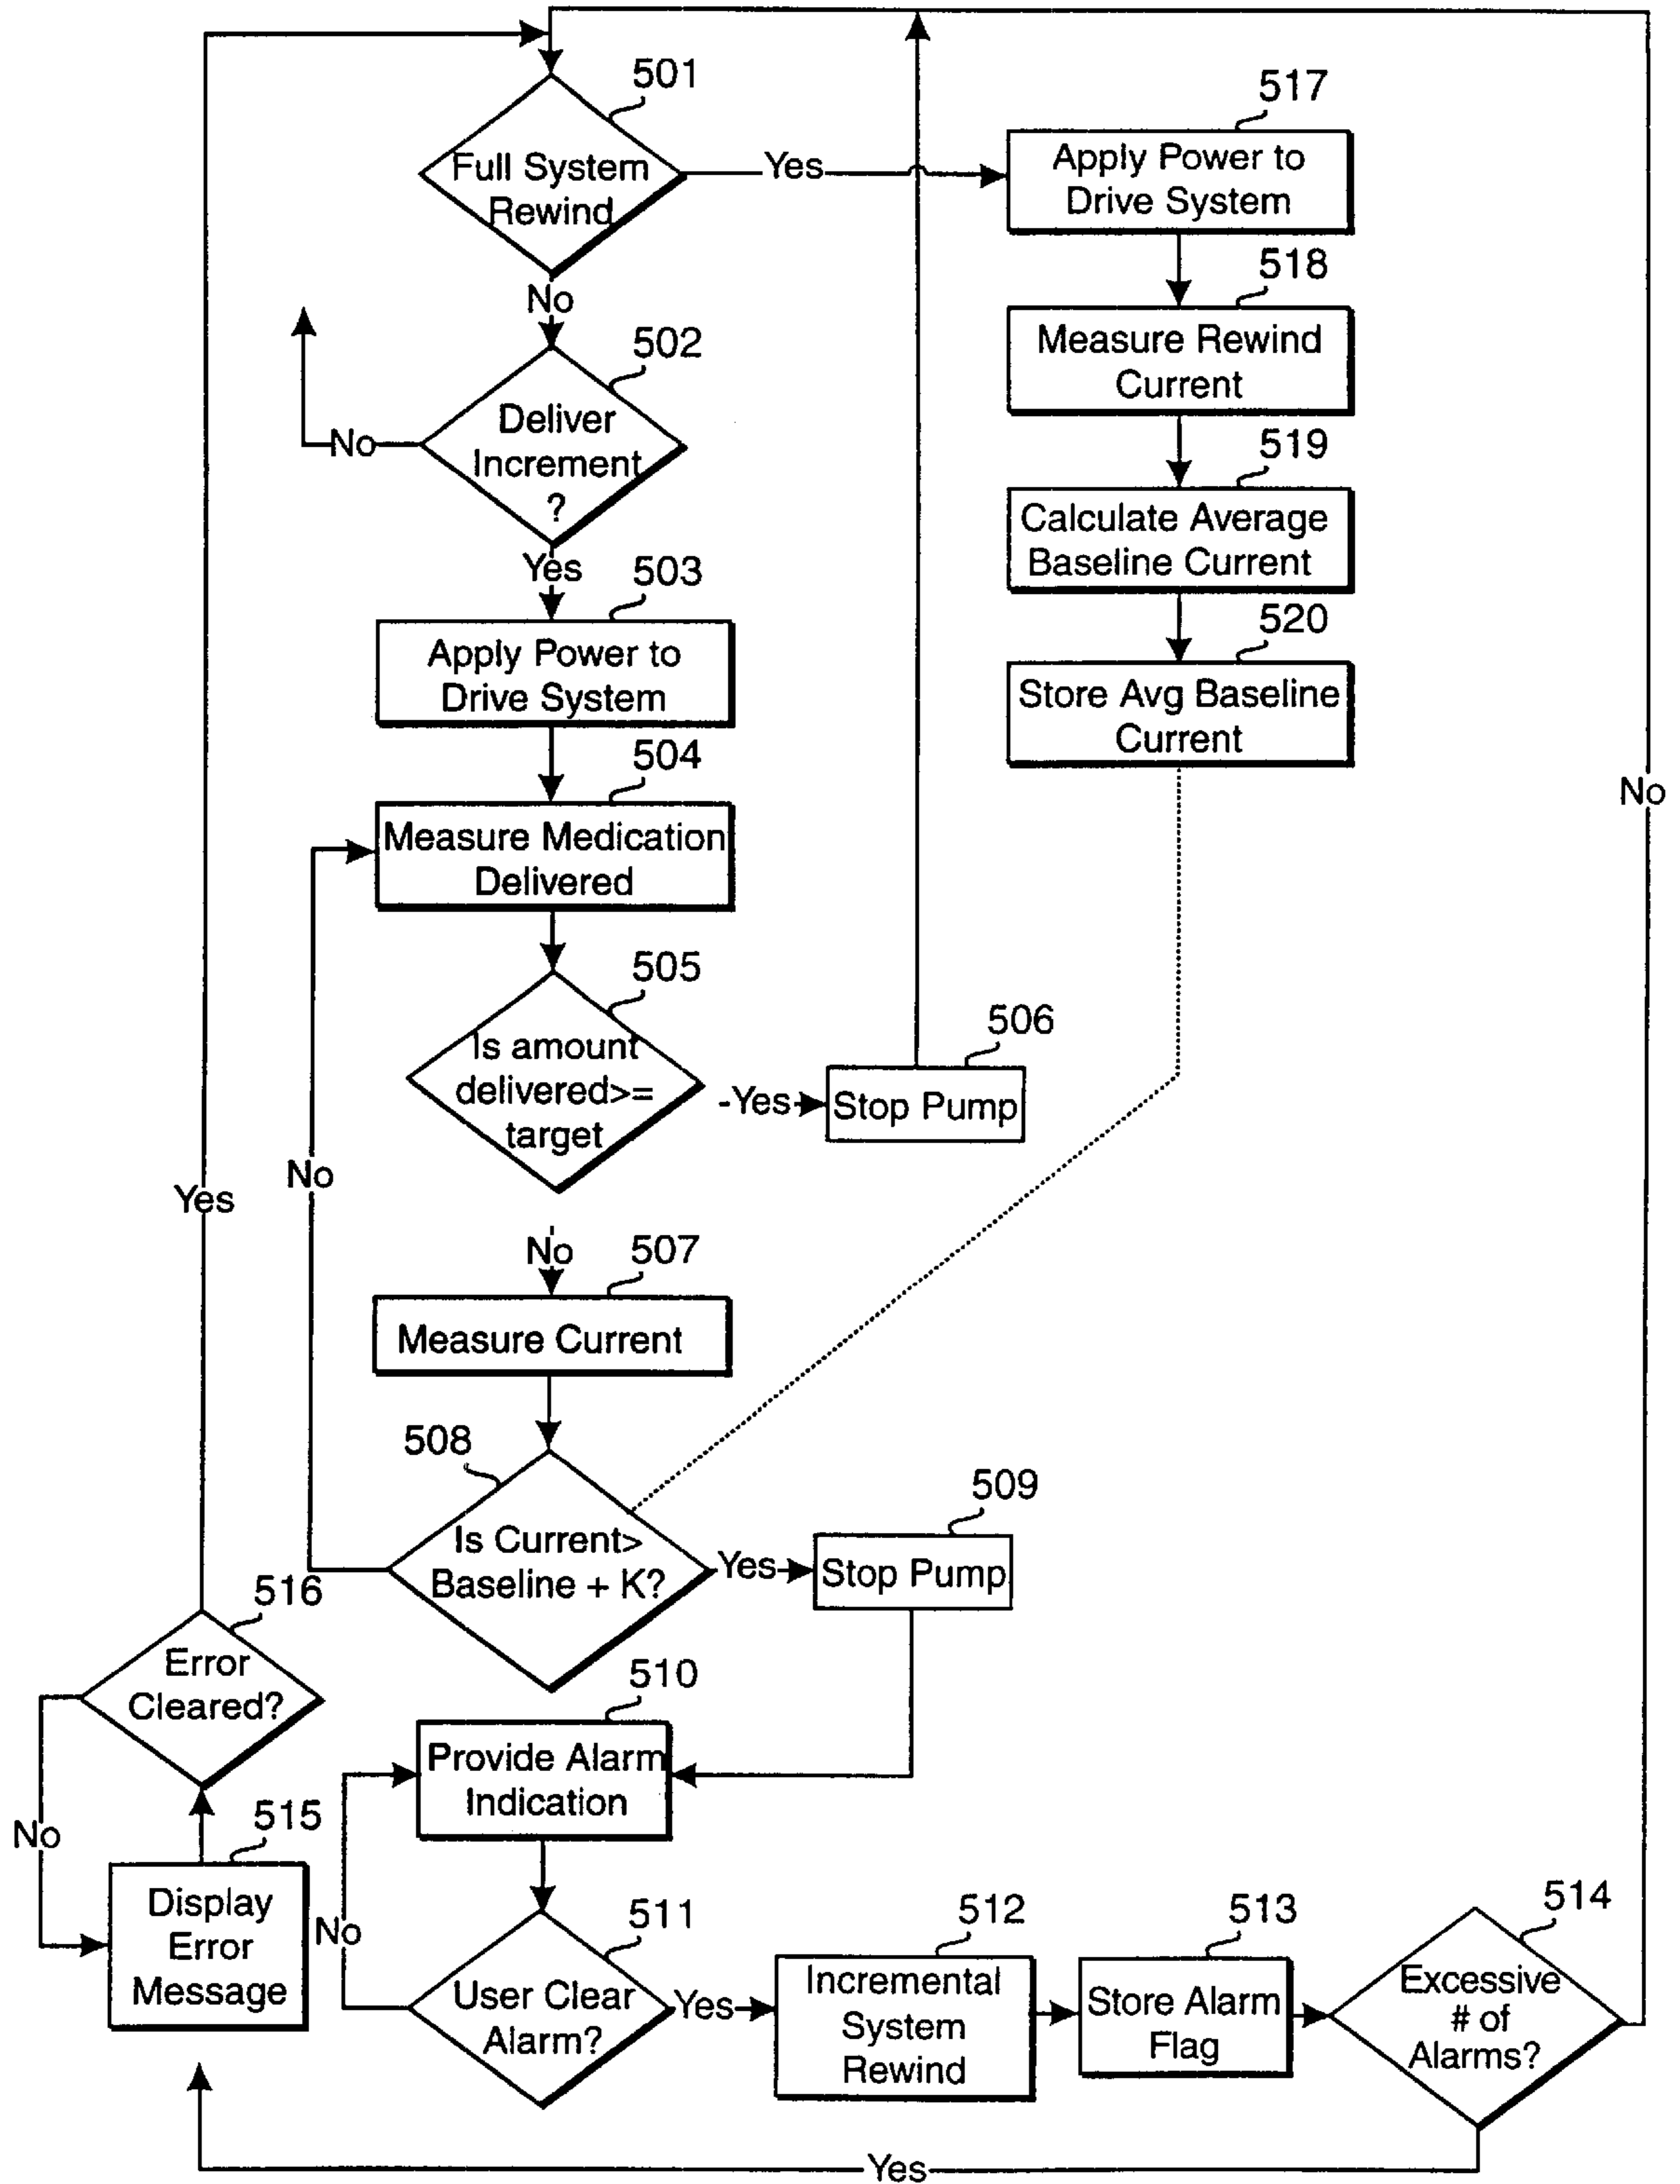 501
Full System
Rewind
Yes
517
Apply Power to
Drive System
518
Measure Rewind
Current
519
Calculate Average
Baseline Current
520
Store Avg Baseline
Current
No
502
Deliver
Increment
?
No
Yes
503
Apply Power to
Drive System
504
Measure Medication
Delivered
505
Is amount
delivered>=
target
-Yes
506
Stop Pump
No
507
Measure Current
508
Is Current>
Baseline + K?
No
Yes
509
Stop Pump
510
Provide Alarm
Indication
511
User Clear
Alarm?
No
Yes
512
Incremental
System
Rewind
513
Store Alarm
Flag
514
Excessive
# of
Alarms?
No
Yes
515
Display
Error
Message
516
Error
Cleared?
No
Yes